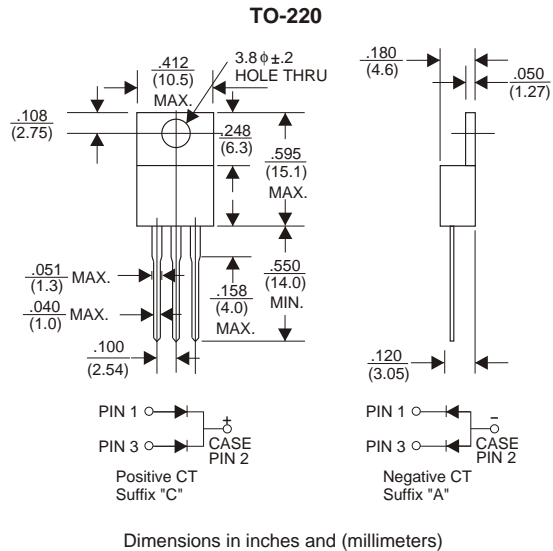 TO-220
.412
(10.5)
MAX.
3.8ϕ±.2
HOLE THRU
.180
(4.6)
.050
(1.27)
.108
(2.75)
.248
(6.3)
.595
(15.1)
MAX.
.051
(1.3)
MAX.
.040
(1.0)
MAX.
.158
(4.0)
MAX.
.550
(14.0)
MIN.
.100
(2.54)
.120
(3.05)
PIN 1
+
PIN 3
CASE
PIN 2
Positive CT
Suffix "C"
PIN 1
−
PIN 3
CASE
PIN 2
Negative CT
Suffix "A"
Dimensions in inches and (millimeters)